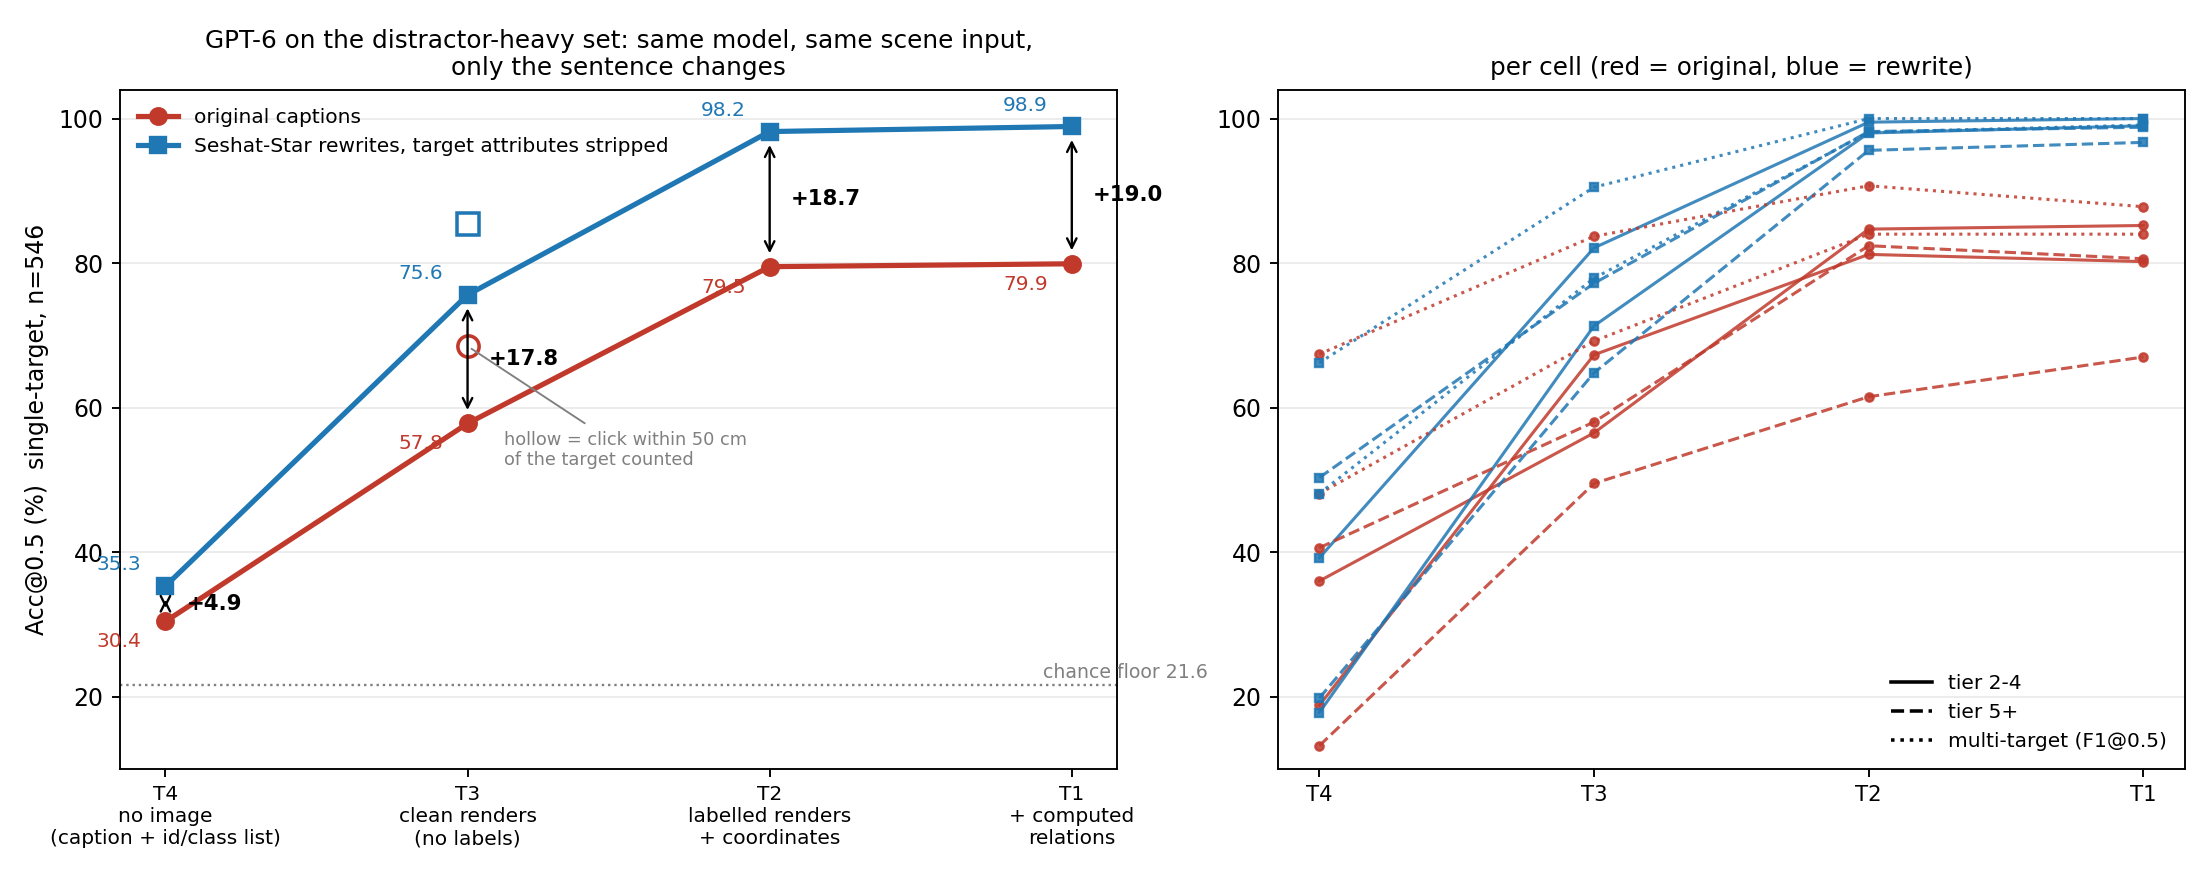 GPT-6 on the distractor-heavy set: same model, same scene input,
only the sentence changes
original captions
Seshat-Star rewrites, target attributes stripped
Acc@0.5 (%)  single-target, n=546
100
80
60
40
20
98.2
98.9
+18.7
+19.0
75.6
79.5
79.9
+17.8
57.8
hollow = click within 50 cm
of the target counted
35.3
+4.9
30.4
chance floor 21.6
T4
no image
(caption + id/class list)
T3
clean renders
(no labels)
T2
labelled renders
+ coordinates
T1
+ computed
relations
per cell (red = original, blue = rewrite)
100
80
60
40
20
tier 2-4
tier 5+
multi-target (F1@0.5)
T4
T3
T2
T1